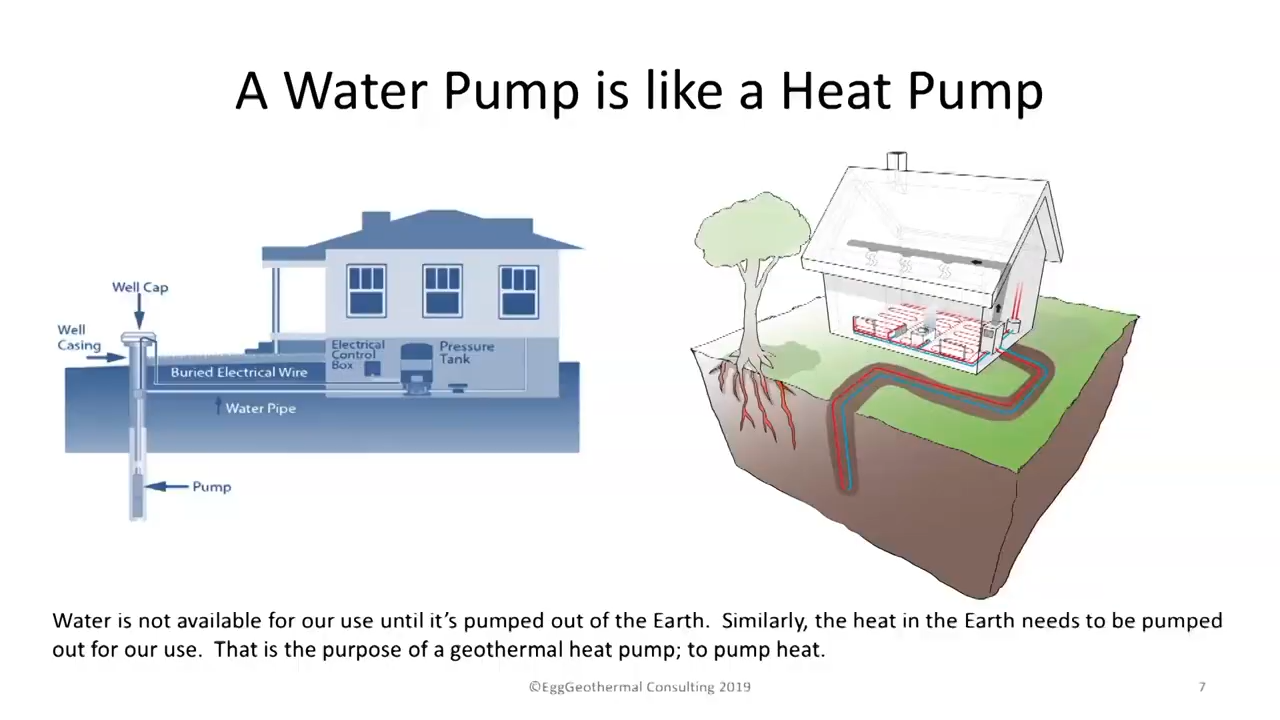 A Water Pump is like a Heat Pump
Well Cap
Well
Casing
Electrical
Control
Box
Pressure
Tank
Buried Electrical Wire
Water Pipe
Pump
Water is not available for our use until it's pumped out of the Earth.  Similarly, the heat in the Earth needs to be pumped
out for our use.  That is the purpose of a geothermal heat pump; to pump heat.
©EggGeothermal Consulting 2019
7